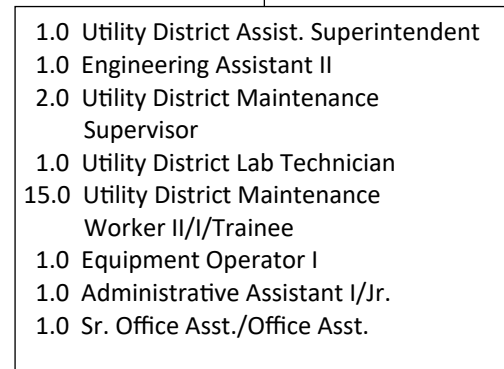 1.0 Utility District Assist. Superintendent
1.0 Engineering Assistant II
2.0 Utility District Maintenance
Supervisor
1.0 Utility District Lab Technician
15.0 Utility District Maintenance
Worker II/I/Trainee
1.0 Equipment Operator I
1.0 Administrative Assistant I/Jr.
1.0 Sr. Office Asst./Office Asst.